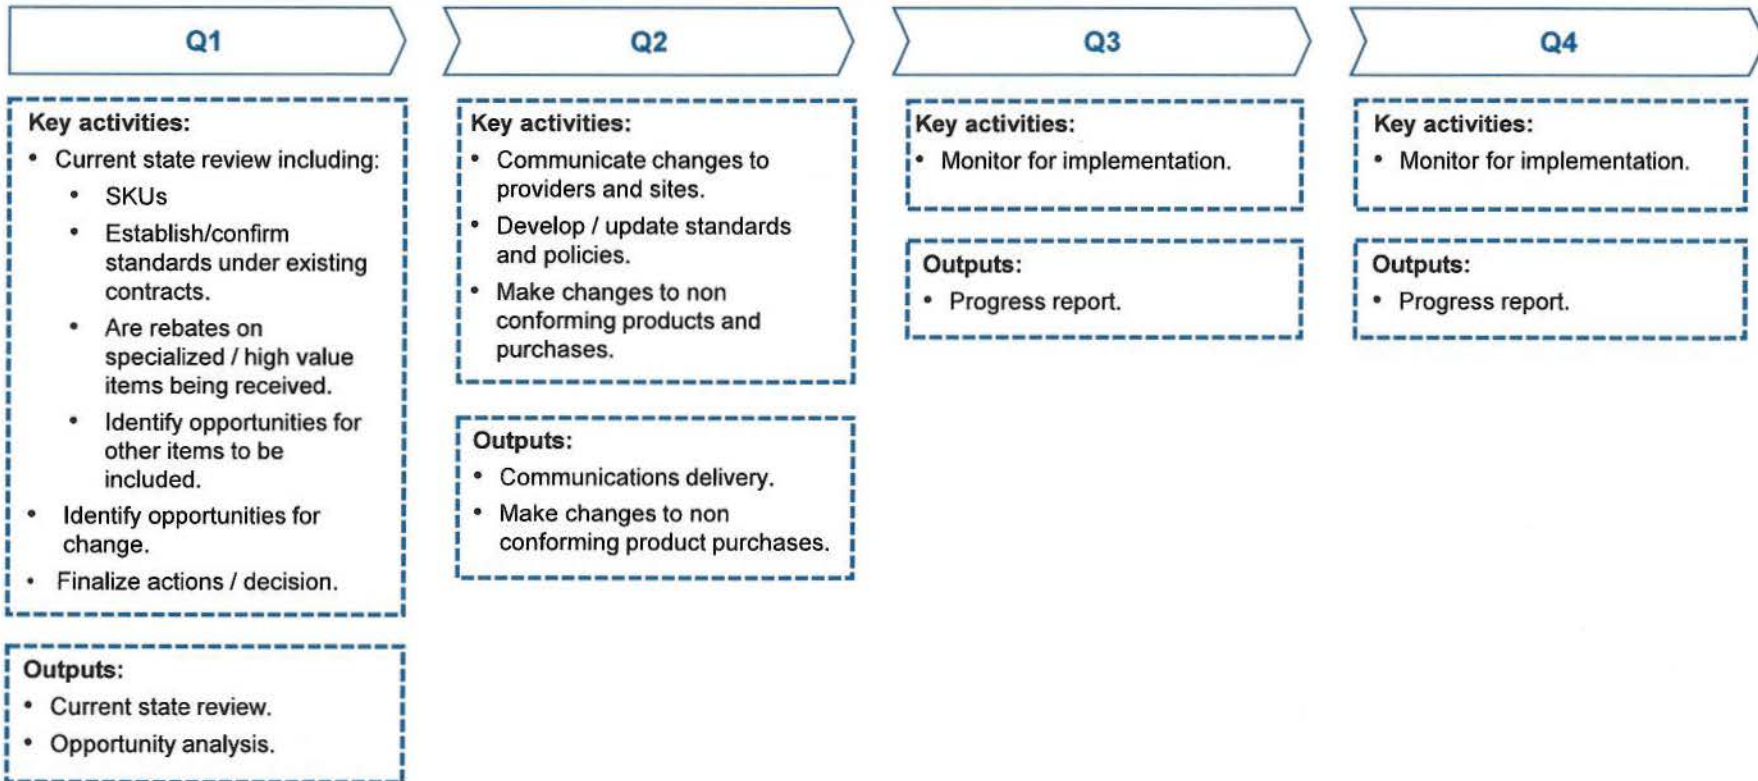 Q1
Key activities:
• Current state review including:
• SKUs
• Establish/confirm
standards under existing
contracts.
• Are rebates on
specialized / high value
items being received.
• Identify opportunities for
other items to be
included.
• Identify opportunities for
change.
• Finalize actions / decision.
Outputs:
• Current state review.
• Opportunity analysis.
Q2
Key activities:
• Communicate changes to
providers and sites.
• Develop / update standards
and policies.
• Make changes to non
conforming products and
purchases.
Outputs:
• Communications delivery.
• Make changes to non
conforming product purchases.
Q3
Key activities:
• Monitor for implementation.
Outputs:
• Progress report.
Q4
Key activities:
• Monitor for implementation.
Outputs:
• Progress report.